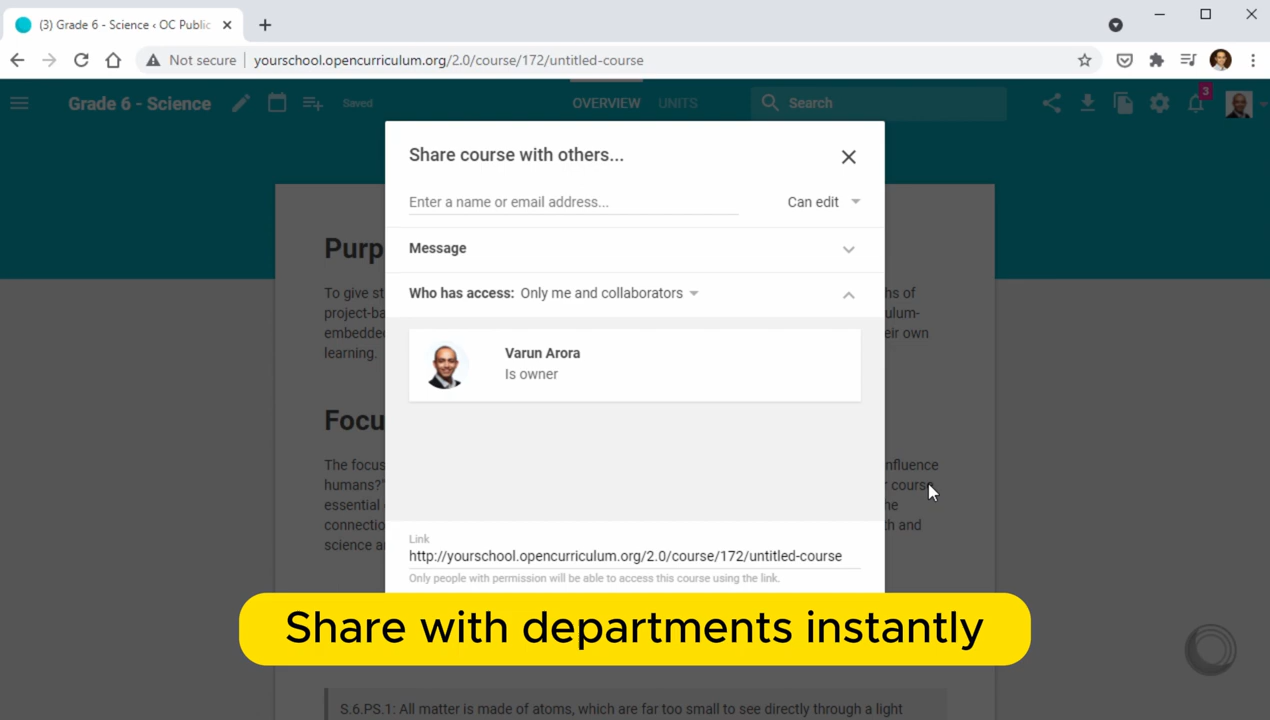 (3) Grade 6 - Science ‹ OC Public
Not secure
yourschool.opencurriculum.org/2.0/course/172/untitled-course
Grade 6 - Science
Saved
OVERVIEW
UNITS
Search
3
Share course with others...
Enter a name or email address...
Can edit
Message
Who has access: Only me and collaborators
Varun Arora
Is owner
Link
http://yourschool.opencurriculum.org/2.0/course/172/untitled-course
Only people with permission will be able to access this course using the link.
Purp
To give st
hs of
project-ba
ulum-
embedded
eir own
learning.
Focu
The focus
nfluence
humans?"
r course
essential
he
connectio
th and
science a
Share with departments instantly
S.6.PS.1: All matter is made of atoms, which are far too small to see directly through a light